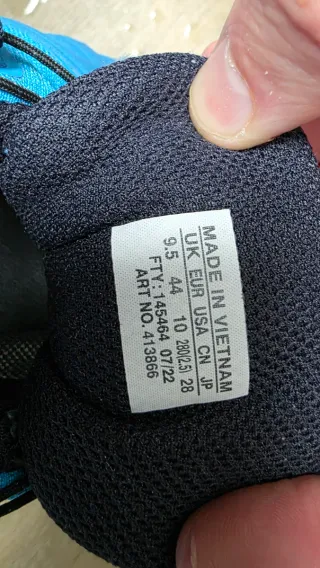 MADE IN VIETNAM
UK EUR USA CN JP
9.5 44 10 280(2.5) 28
FTY: 145464 07/22
ART NO. 413866